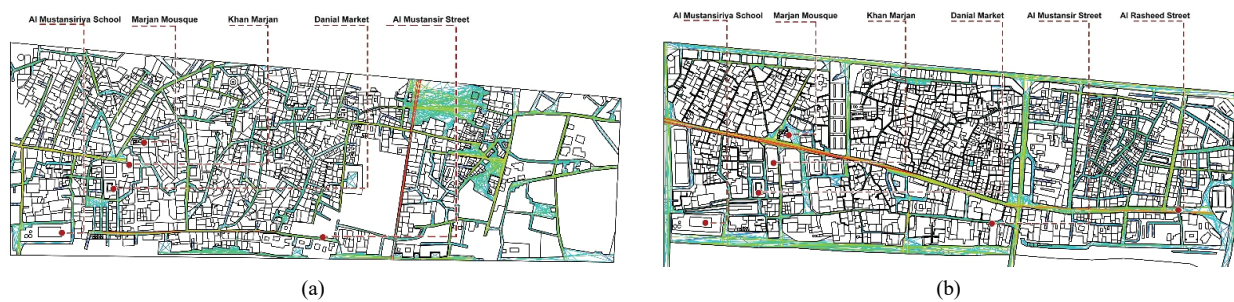 Al Mustansiriya School Marjan Mousque Khan Marjan Danial Market Al Mustansir Street
Al Mustansiriya School Marjan Mousque Khan Marjan Danial Market Al Mustansir Street Al Rasheed Street
(a)
(b)